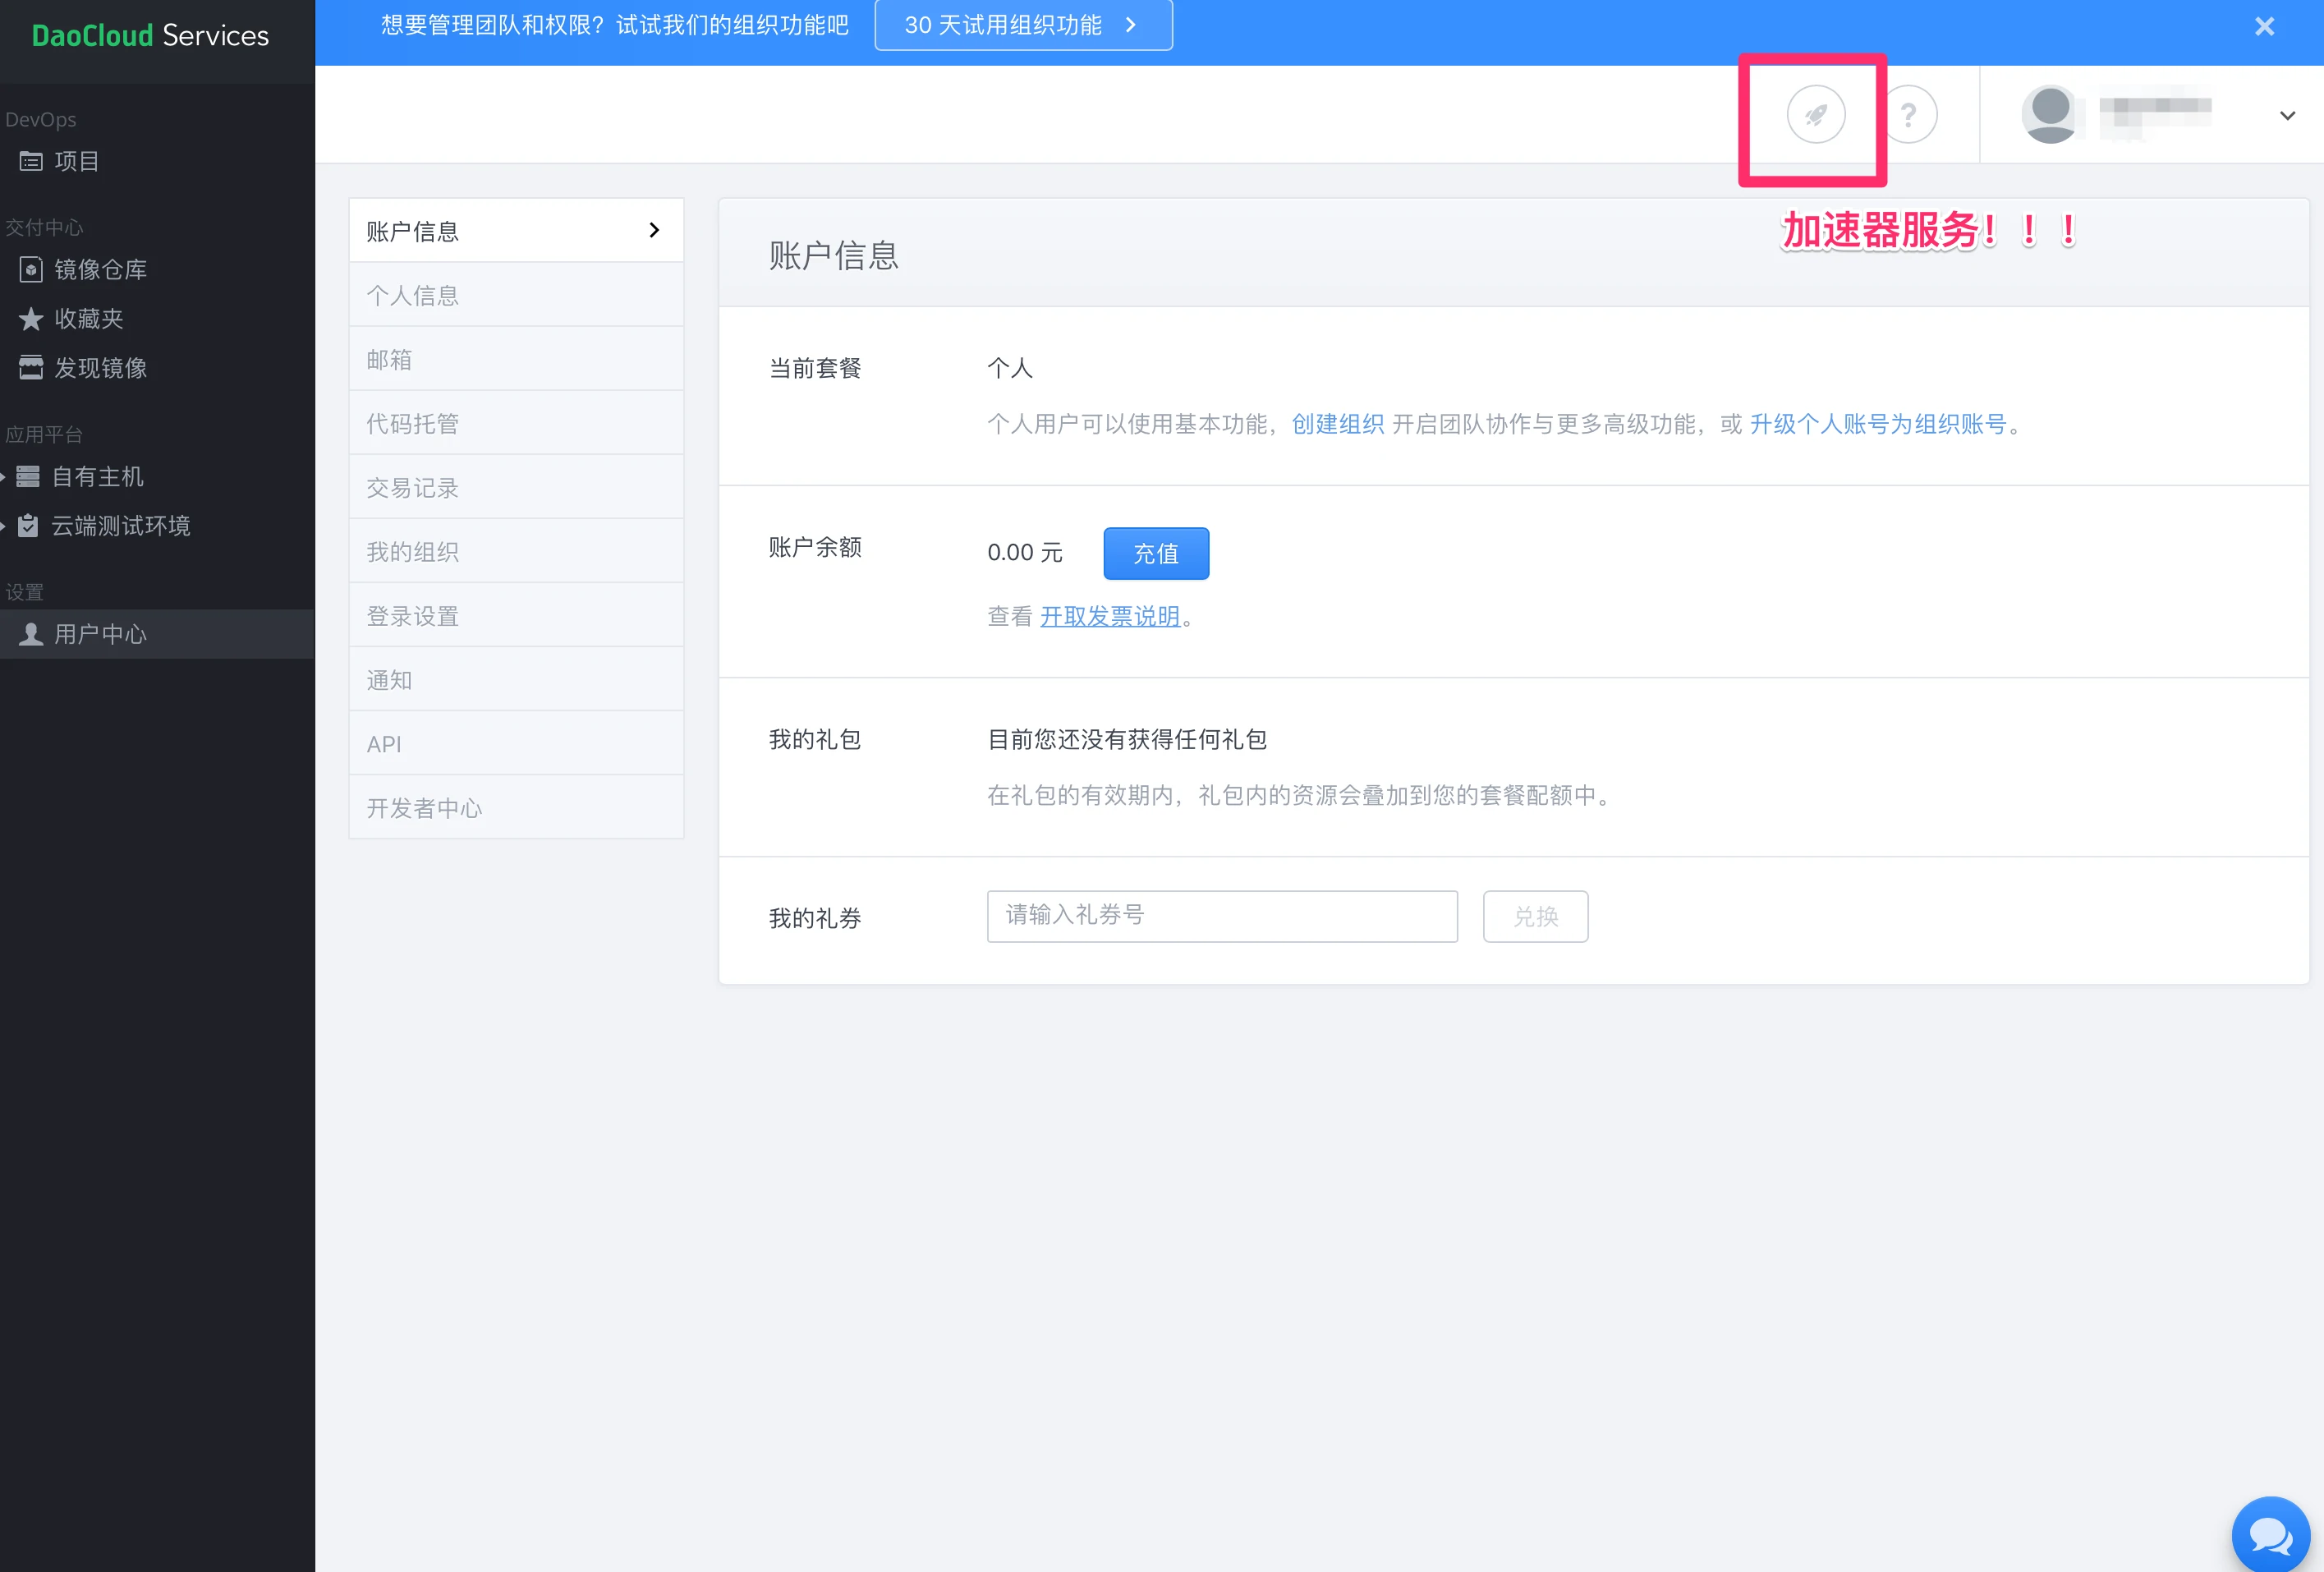 DaoCloud Services
想要管理团队和权限？试试我们的组织功能吧
30 天试用组织功能
DevOps
项目
交付中心
镜像仓库
收藏夹
发现镜像
应用平台
自有主机
云端测试环境
设置
用户中心
?
加速器服务！！！
账户信息
个人信息
邮箱
代码托管
交易记录
我的组织
登录设置
通知
API
开发者中心
账户信息
当前套餐
个人
个人用户可以使用基本功能，创建组织 开启团队协作与更多高级功能，或 升级个人账号为组织账号。
账户余额
0.00 元
充值
查看 开取发票说明。
我的礼包
目前您还没有获得任何礼包
在礼包的有效期内，礼包内的资源会叠加到您的套餐配额中。
我的礼券
请输入礼券号
兑换